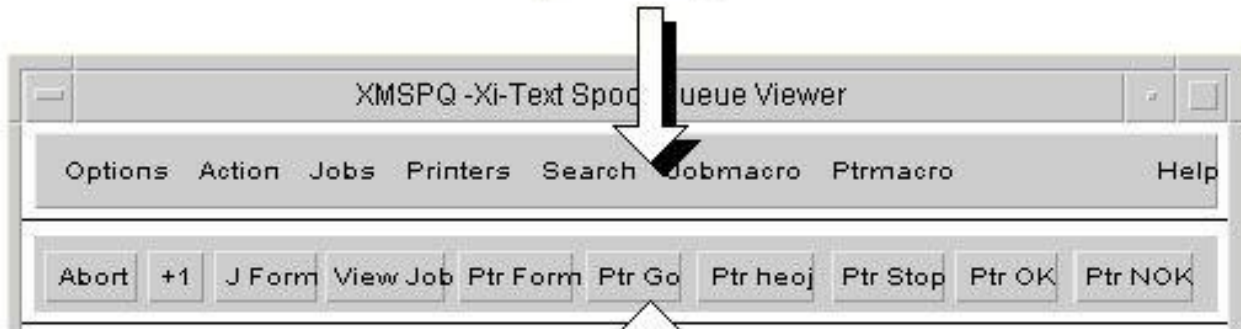 XMSPQ -Xi-Text Spoo ueue Viewer
Options Action Jobs Printers Search Jobmacro Ptrmacro Help
Abort +1 J Form View Job Ptr Form Ptr Go Ptr heoj Ptr Stop Ptr OK Ptr NOK